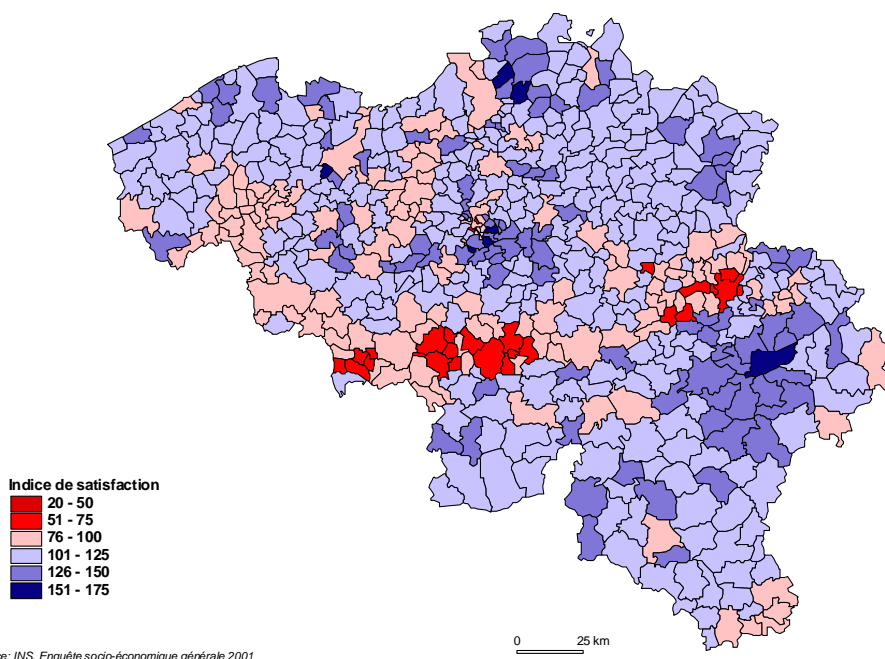 Indice de satisfaction
20 - 50
51 - 75
76 - 100
101 - 125
126 - 150
151 - 175
0 25 km
ce: INS, Enquête socio-économique générale 2001